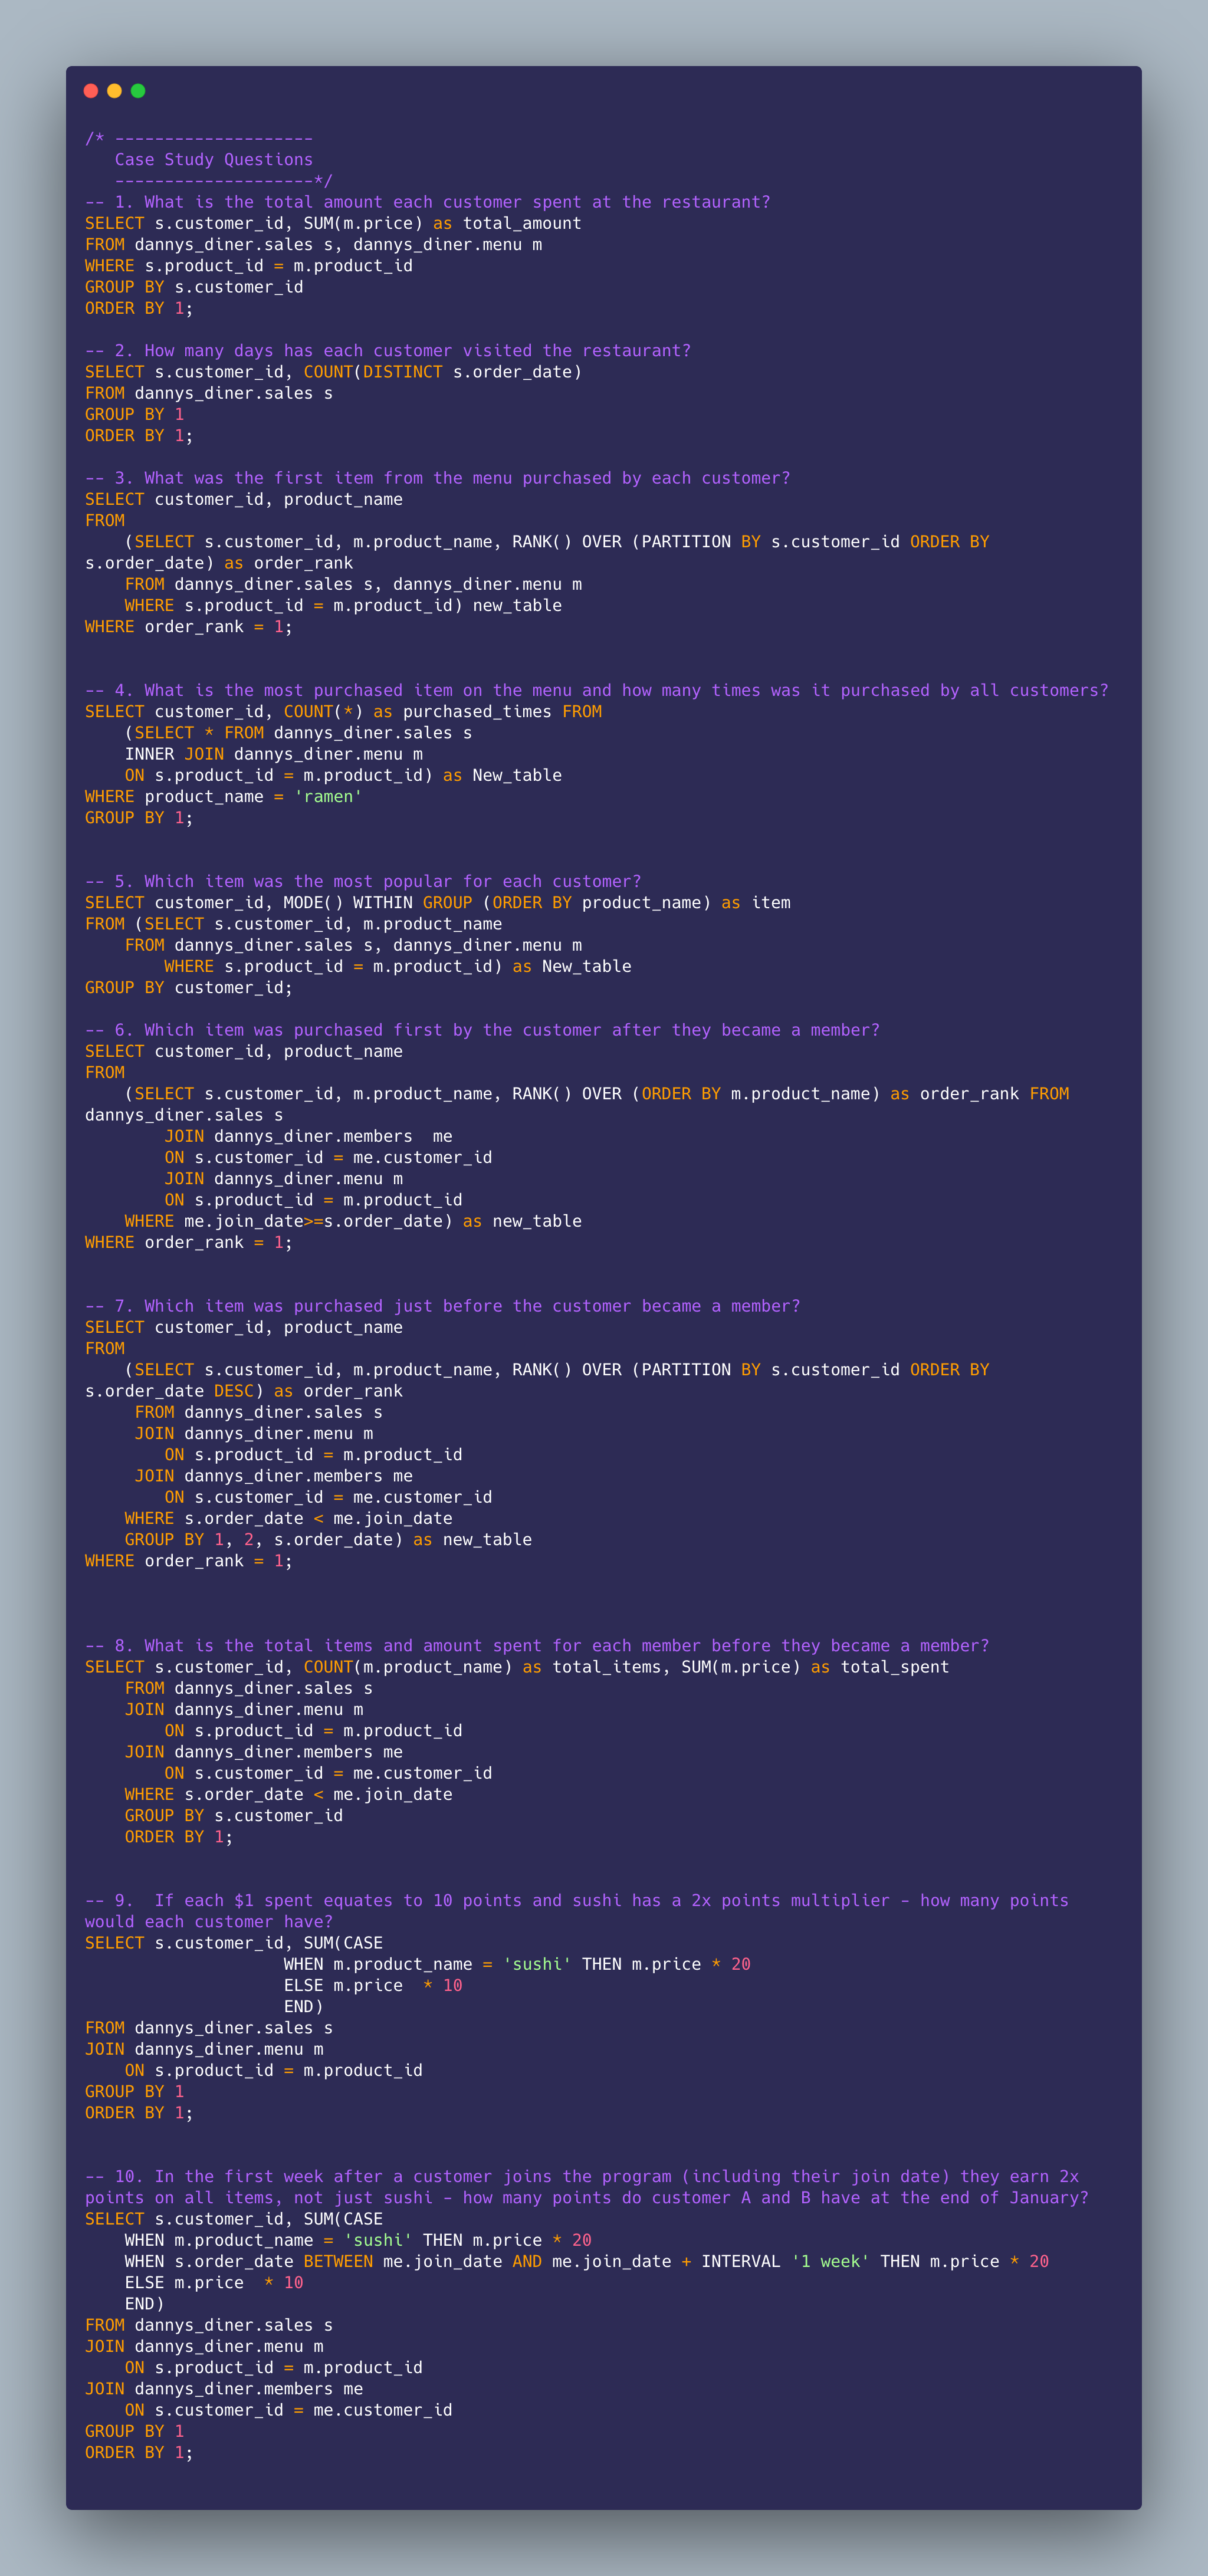 /* --------------------
   Case Study Questions
   --------------------*/
-- 1. What is the total amount each customer spent at the restaurant?
SELECT s.customer_id, SUM(m.price) as total_amount
FROM dannys_diner.sales s, dannys_diner.menu m
WHERE s.product_id = m.product_id
GROUP BY s.customer_id
ORDER BY 1;

-- 2. How many days has each customer visited the restaurant?
SELECT s.customer_id, COUNT(DISTINCT s.order_date)
FROM dannys_diner.sales s
GROUP BY 1
ORDER BY 1;

-- 3. What was the first item from the menu purchased by each customer?
SELECT customer_id, product_name
FROM
    (SELECT s.customer_id, m.product_name, RANK() OVER (PARTITION BY s.customer_id ORDER BY
s.order_date) as order_rank
    FROM dannys_diner.sales s, dannys_diner.menu m
    WHERE s.product_id = m.product_id) new_table
WHERE order_rank = 1;


-- 4. What is the most purchased item on the menu and how many times was it purchased by all customers?
SELECT customer_id, COUNT(*) as purchased_times FROM
    (SELECT * FROM dannys_diner.sales s
    INNER JOIN dannys_diner.menu m
    ON s.product_id = m.product_id) as New_table
WHERE product_name = 'ramen'
GROUP BY 1;


-- 5. Which item was the most popular for each customer?
SELECT customer_id, MODE() WITHIN GROUP (ORDER BY product_name) as item
FROM (SELECT s.customer_id, m.product_name
    FROM dannys_diner.sales s, dannys_diner.menu m
        WHERE s.product_id = m.product_id) as New_table
GROUP BY customer_id;

-- 6. Which item was purchased first by the customer after they became a member?
SELECT customer_id, product_name
FROM
    (SELECT s.customer_id, m.product_name, RANK() OVER (ORDER BY m.product_name) as order_rank FROM
dannys_diner.sales s
        JOIN dannys_diner.members  me
        ON s.customer_id = me.customer_id
        JOIN dannys_diner.menu m
        ON s.product_id = m.product_id
    WHERE me.join_date>=s.order_date) as new_table
WHERE order_rank = 1;


-- 7. Which item was purchased just before the customer became a member?
SELECT customer_id, product_name
FROM
    (SELECT s.customer_id, m.product_name, RANK() OVER (PARTITION BY s.customer_id ORDER BY
s.order_date DESC) as order_rank
     FROM dannys_diner.sales s
     JOIN dannys_diner.menu m
        ON s.product_id = m.product_id
     JOIN dannys_diner.members me
        ON s.customer_id = me.customer_id
    WHERE s.order_date < me.join_date
    GROUP BY 1, 2, s.order_date) as new_table
WHERE order_rank = 1;



-- 8. What is the total items and amount spent for each member before they became a member?
SELECT s.customer_id, COUNT(m.product_name) as total_items, SUM(m.price) as total_spent
    FROM dannys_diner.sales s
    JOIN dannys_diner.menu m
        ON s.product_id = m.product_id
    JOIN dannys_diner.members me
        ON s.customer_id = me.customer_id
    WHERE s.order_date < me.join_date
    GROUP BY s.customer_id
    ORDER BY 1;


-- 9.  If each $1 spent equates to 10 points and sushi has a 2x points multiplier - how many points
would each customer have?
SELECT s.customer_id, SUM(CASE
                    WHEN m.product_name = 'sushi' THEN m.price * 20
                    ELSE m.price  * 10
                    END)
FROM dannys_diner.sales s
JOIN dannys_diner.menu m
    ON s.product_id = m.product_id
GROUP BY 1
ORDER BY 1;


-- 10. In the first week after a customer joins the program (including their join date) they earn 2x
points on all items, not just sushi - how many points do customer A and B have at the end of January?
SELECT s.customer_id, SUM(CASE
    WHEN m.product_name = 'sushi' THEN m.price * 20
    WHEN s.order_date BETWEEN me.join_date AND me.join_date + INTERVAL '1 week' THEN m.price * 20
    ELSE m.price  * 10
    END)
FROM dannys_diner.sales s
JOIN dannys_diner.menu m
    ON s.product_id = m.product_id
JOIN dannys_diner.members me
    ON s.customer_id = me.customer_id
GROUP BY 1
ORDER BY 1;